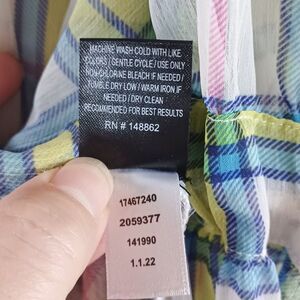 MACHINE WASH COLD WITH LIKE
COLORS / GENTLE CYCLE / USE ONLY
NON-CHLORINE BLEACH IF NEEDED /
TUMBLE DRY LOW / WARM IRON IF
NEEDED / DRY CLEAN
RECOMMENDED FOR BEST RESULTS
RN # 148862
17467240
2059377
141990
1.1.22